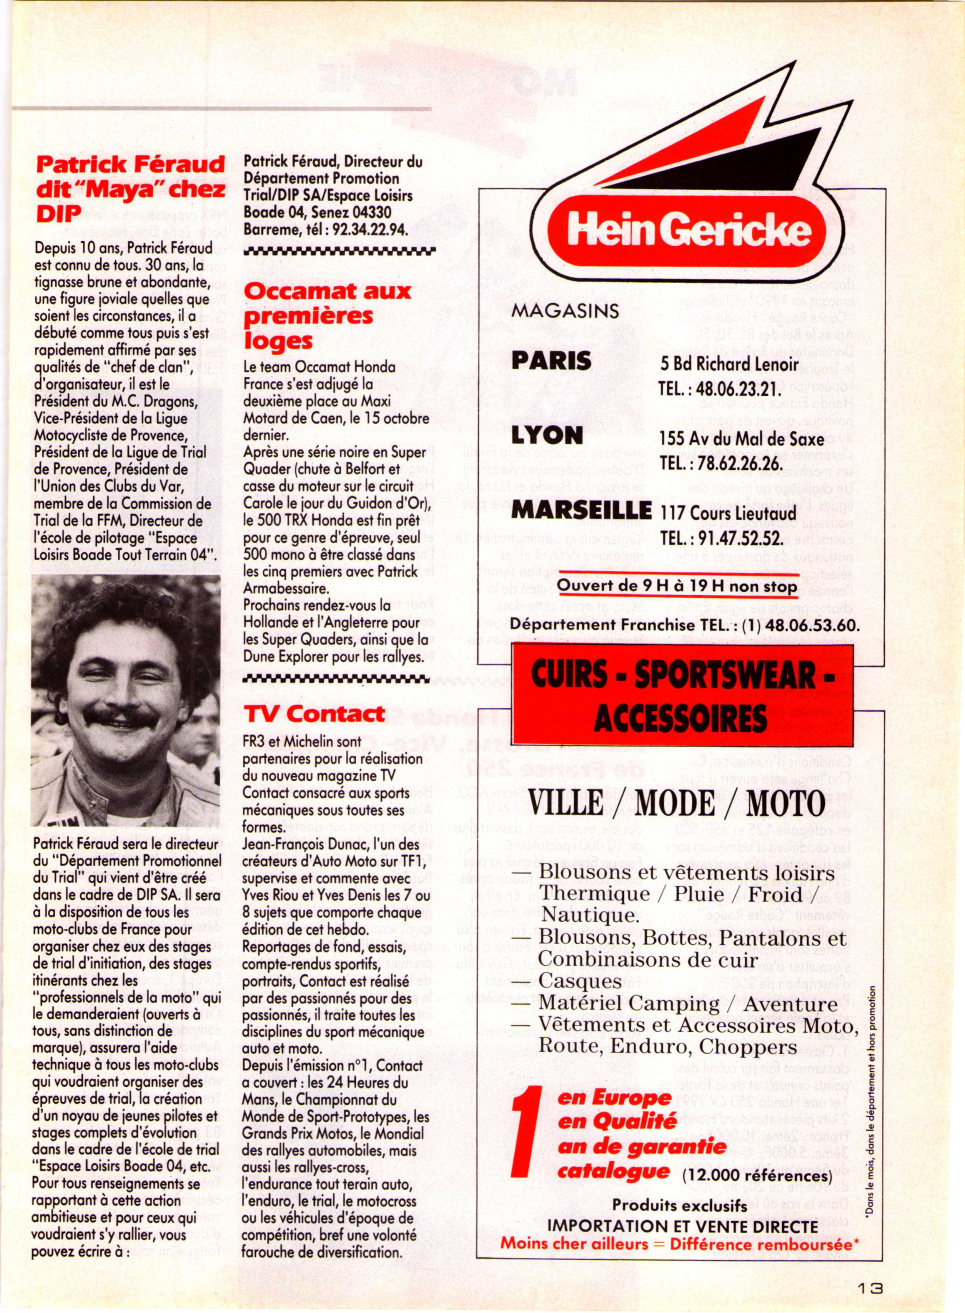 Patrick Féraud
dit "Maya" chez
DIP
Depuis 10 ans, Patrick Féraud
est connu de tous. 30 ans, la
tignasse brune et abondante,
une figure joviale quelles que
soient les circonstances, il a
débuté comme tous puis s'est
rapidement affirmé par ses
qualités de "chef de clan",
d'organisateur, il est le
Président du M.C. Dragons,
Vice-Président de la Ligue
Motocycliste de Provence,
Président de la Ligue de Trial
de Provence, Président de
l'Union des Clubs du Var,
membre de la Commission de
Trial de la FFM, Directeur de
l'école de pilotage "Espace
Loisirs Boade Tout Terrain 04".
Patrick Féraud sera le directeur
du "Département Promotionnel
du Trial" qui vient d'être créé
dans le cadre de DIP SA. Il sera
à la disposition de tous les
moto-clubs de France pour
organiser chez eux des stages
de trial d'initiation, des stages
itinérants chez les
"professionnels de la moto" qui
le demanderaient (ouverts à
tous, sans distinction de
marque), assurera l'aide
technique à tous les moto-clubs
qui voudraient organiser des
épreuves de trial, la création
d'un noyau de jeunes pilotes et
stages complets d'évolution
dans le cadre de l'école de trial
"Espace Loisirs Boade 04, etc.
Pour tous renseignements se
rapportant à cette action
ambitieuse et pour ceux qui
voudraient s'y rallier, vous
pouvez écrire à :
Patrick Féraud, Directeur du
Département Promotion
Trial/DIP SA/Espace Loisirs
Boade 04, Senez 04330
Barreme, tél : 92.34.22.94.
Occamat aux
premières
loges
Le team Occamat Honda
France s'est adjugé la
deuxième place au Maxi
Motard de Caen, le 15 octobre
dernier.
Après une série noire en Super
Quader (chute à Belfort et
casse du moteur sur le circuit
Carole le jour du Guidon d'Or),
le 500 TRX Honda est fin prêt
pour ce genre d'épreuve, seul
500 mono à être classé dans
les cinq premiers avec Patrick
Armabessaire.
Prochains rendez-vous la
Hollande et l'Angleterre pour
les Super Quaders, ainsi que la
Dune Explorer pour les rallyes.
TV Contact
FR3 et Michelin sont
partenaires pour la réalisation
du nouveau magazine TV
Contact consacré aux sports
mécaniques sous toutes ses
formes.
Jean-François Dunac, l'un des
créateurs d'Auto Moto sur TF1,
supervise et commente avec
Yves Riou et Yves Denis les 7 ou
8 sujets que comporte chaque
édition de cet hebdo.
Reportages de fond, essais,
compte-rendus sportifs,
portraits, Contact est réalisé
par des passionnés pour des
passionnés, il traite toutes les
disciplines du sport mécanique
auto et moto.
Depuis l'émission n°1, Contact
a couvert : les 24 Heures du
Mans, le Championnat du
Monde de Sport-Prototypes, les
Grands Prix Motos, le Mondial
des rallyes automobiles, mais
aussi les rallyes-cross,
l'endurance tout terain auto,
l'enduro, le trial, le motocross
ou les véhicules d'époque de
compétition, bref une volonté
farouche de diversification.
Hein Gericke
MAGASINS
PARIS 5 Bd Richard Lenoir
TEL. : 48.06.23.21.
LYON 155 Av du Mal de Saxe
TEL. : 78.62.26.26.
MARSEILLE 117 Cours Lieutaud
TEL. : 91.47.52.52.
Ouvert de 9 H à 19 H non stop
Département Franchise TEL. : (1) 48.06.53.60.
CUIRS - SPORTSWEAR -
ACCESSOIRES
VILLE / MODE / MOTO
— Blousons et vêtements loisirs
Thermique / Pluie / Froid /
Nautique.
— Blousons, Bottes, Pantalons et
Combinaisons de cuir
— Casques
— Matériel Camping / Aventure
— Vêtements et Accessoires Moto,
Route, Enduro, Choppers
1 en Europe
en Qualité
an de garantie
catalogue (12.000 références)
Produits exclusifs
IMPORTATION ET VENTE DIRECTE
Moins cher ailleurs = Différence remboursée*
*Dans le mois, dans le département et hors promotion
13